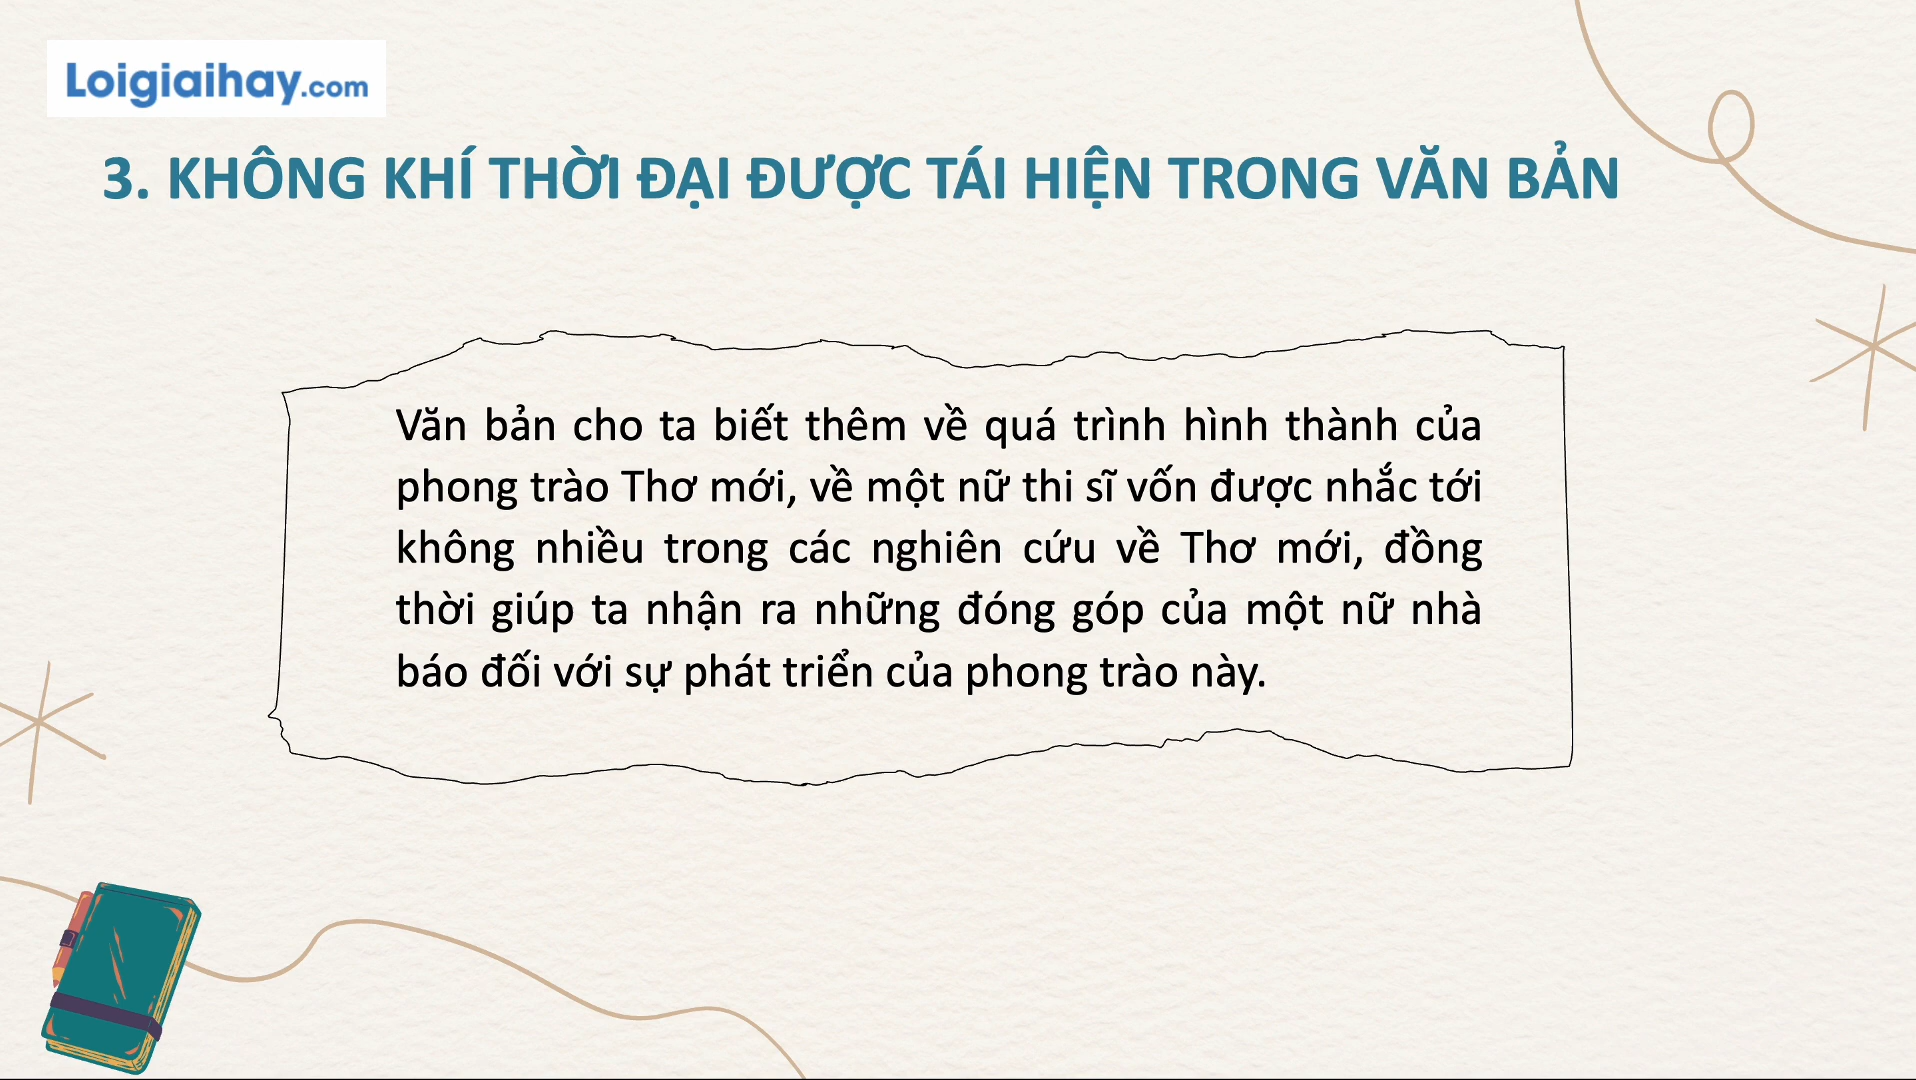 Loigiaihay.com
3. KHÔNG KHÍ THỜI ĐẠI ĐƯỢC TÁI HIỆN TRONG VĂN BẢN
Văn bản cho ta biết thêm về quá trình hình thành của
phong trào Thơ mới, về một nữ thi sĩ vốn được nhắc tới
không nhiều trong các nghiên cứu về Thơ mới, đồng
thời giúp ta nhận ra những đóng góp của một nữ nhà
báo đối với sự phát triển của phong trào này.